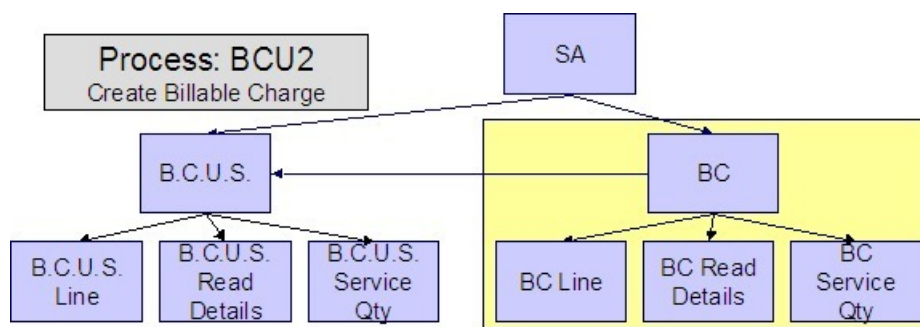 Process: BCU2
Create Billable Charge
SA
B.C.U.S.
BC
B.C.U.S.
Line
B.C.U.S.
Read
Details
B.C.U.S.
Service
Qty
BC Line
BC Read
Details
BC
Service
Qty